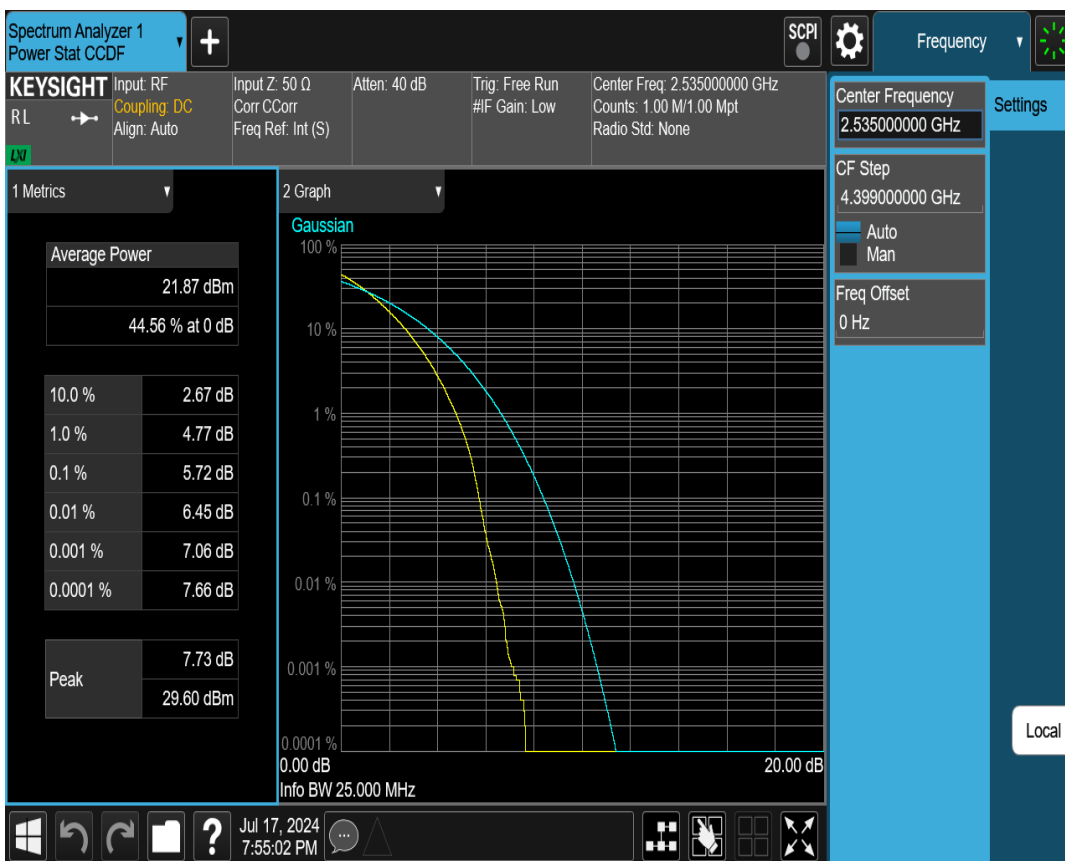 Spectrum Analyzer 1
Power Stat CCDF
+
SCPI
Frequency
KEYSIGHT
RL
LXI
Input: RF
Coupling: DC
Align: Auto
Input Z: 50 Ω
Corr CCorr
Freq Ref: Int (S)
Atten: 40 dB
Trig: Free Run
#IF Gain: Low
Center Freq: 2.535000000 GHz
Counts: 1.00 M/1.00 Mpt
Radio Std: None
Center Frequency
2.535000000 GHz
Settings
CF Step
4.399000000 GHz
Auto
Man
Freq Offset
0 Hz
1 Metrics
Average Power
21.87 dBm
44.56 % at 0 dB
10.0 % 2.67 dB
1.0 % 4.77 dB
0.1 % 5.72 dB
0.01 % 6.45 dB
0.001 % 7.06 dB
0.0001 % 7.66 dB
Peak
7.73 dB
29.60 dBm
2 Graph
Gaussian
100 %
10 %
1 %
0.1 %
0.01 %
0.001 %
0.0001 %
0.00 dB
20.00 dB
Info BW 25.000 MHz
Local
?
Jul 17, 2024
7:55:02 PM